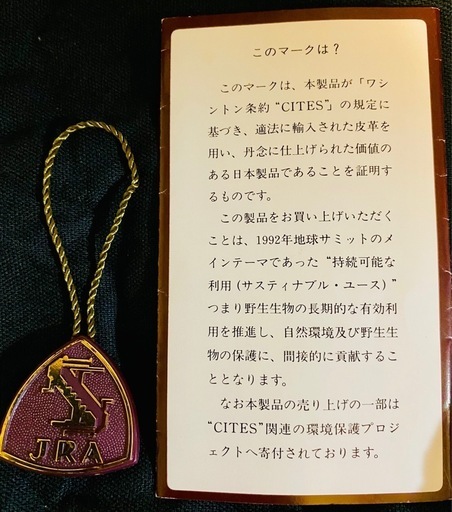 このマークは？
このマークは、本製品が「ワシ
ントン条約“CITES”」の規定に
基づき、適法に輸入された皮革を
用い、丹念に仕上げられた価値の
ある日本製品であることを証明す
るものです。
この製品をお買い上げいただく
ことは、1992年地球サミットのメ
インテーマであった“持続可能な
利用(サスティナブル・ユース)”
つまり野生生物の長期的な有効利
用を推進し、自然環境及び野生生
物の保護に、間接的に貢献するこ
ととなります。
なお本製品の売り上げの一部は
“CITES”関連の環境保護プロジ
ェクトへ寄付されております。
JRA